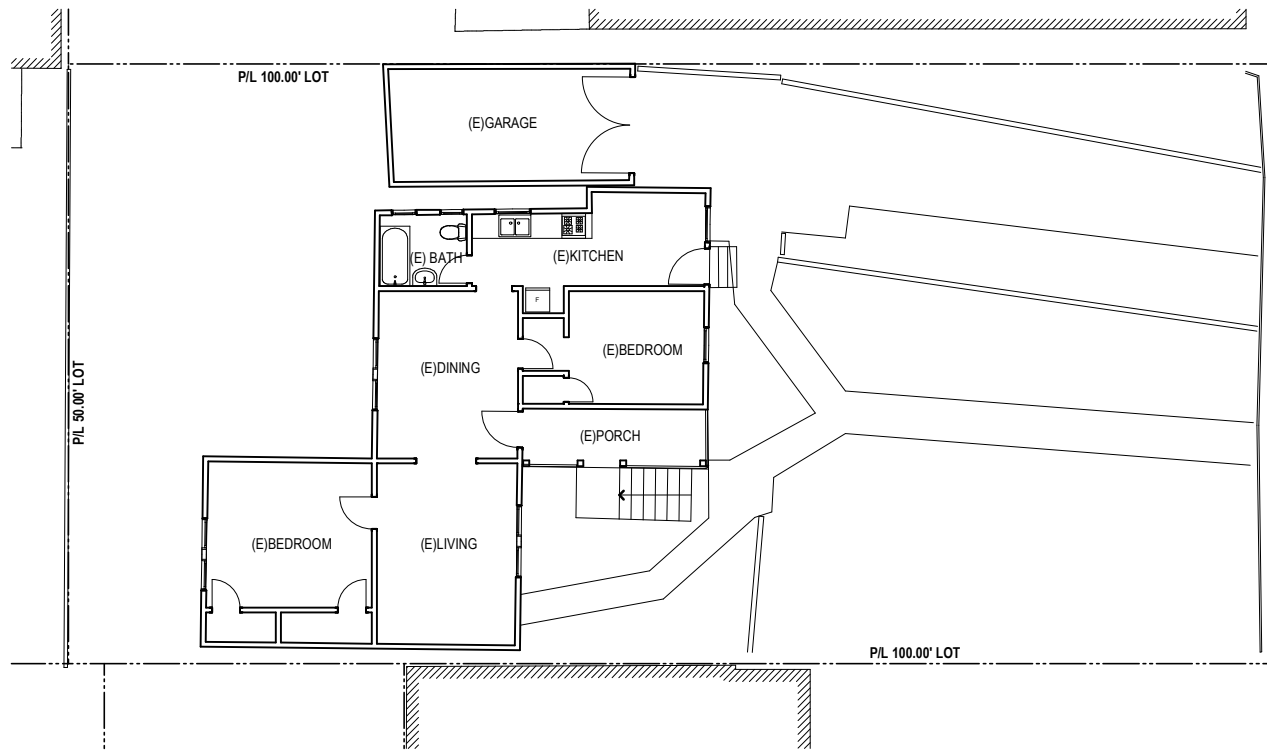 P/L 100.00' LOT
(E)GARAGE
(E) BATH
(E)KITCHEN
F
(E)BEDROOM
(E)DINING
P/L 50.00' LOT
(E)PORCH
(E)BEDROOM
(E)LIVING
P/L 100.00' LOT